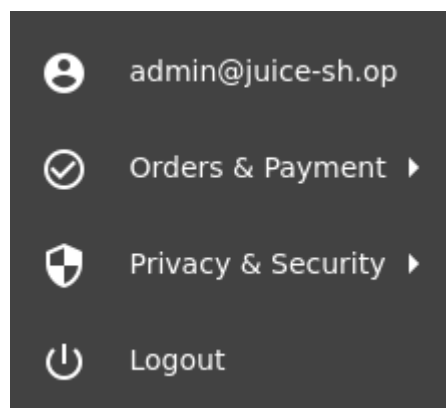 admin@juice-sh.op
Orders & Payment
Privacy & Security
Logout